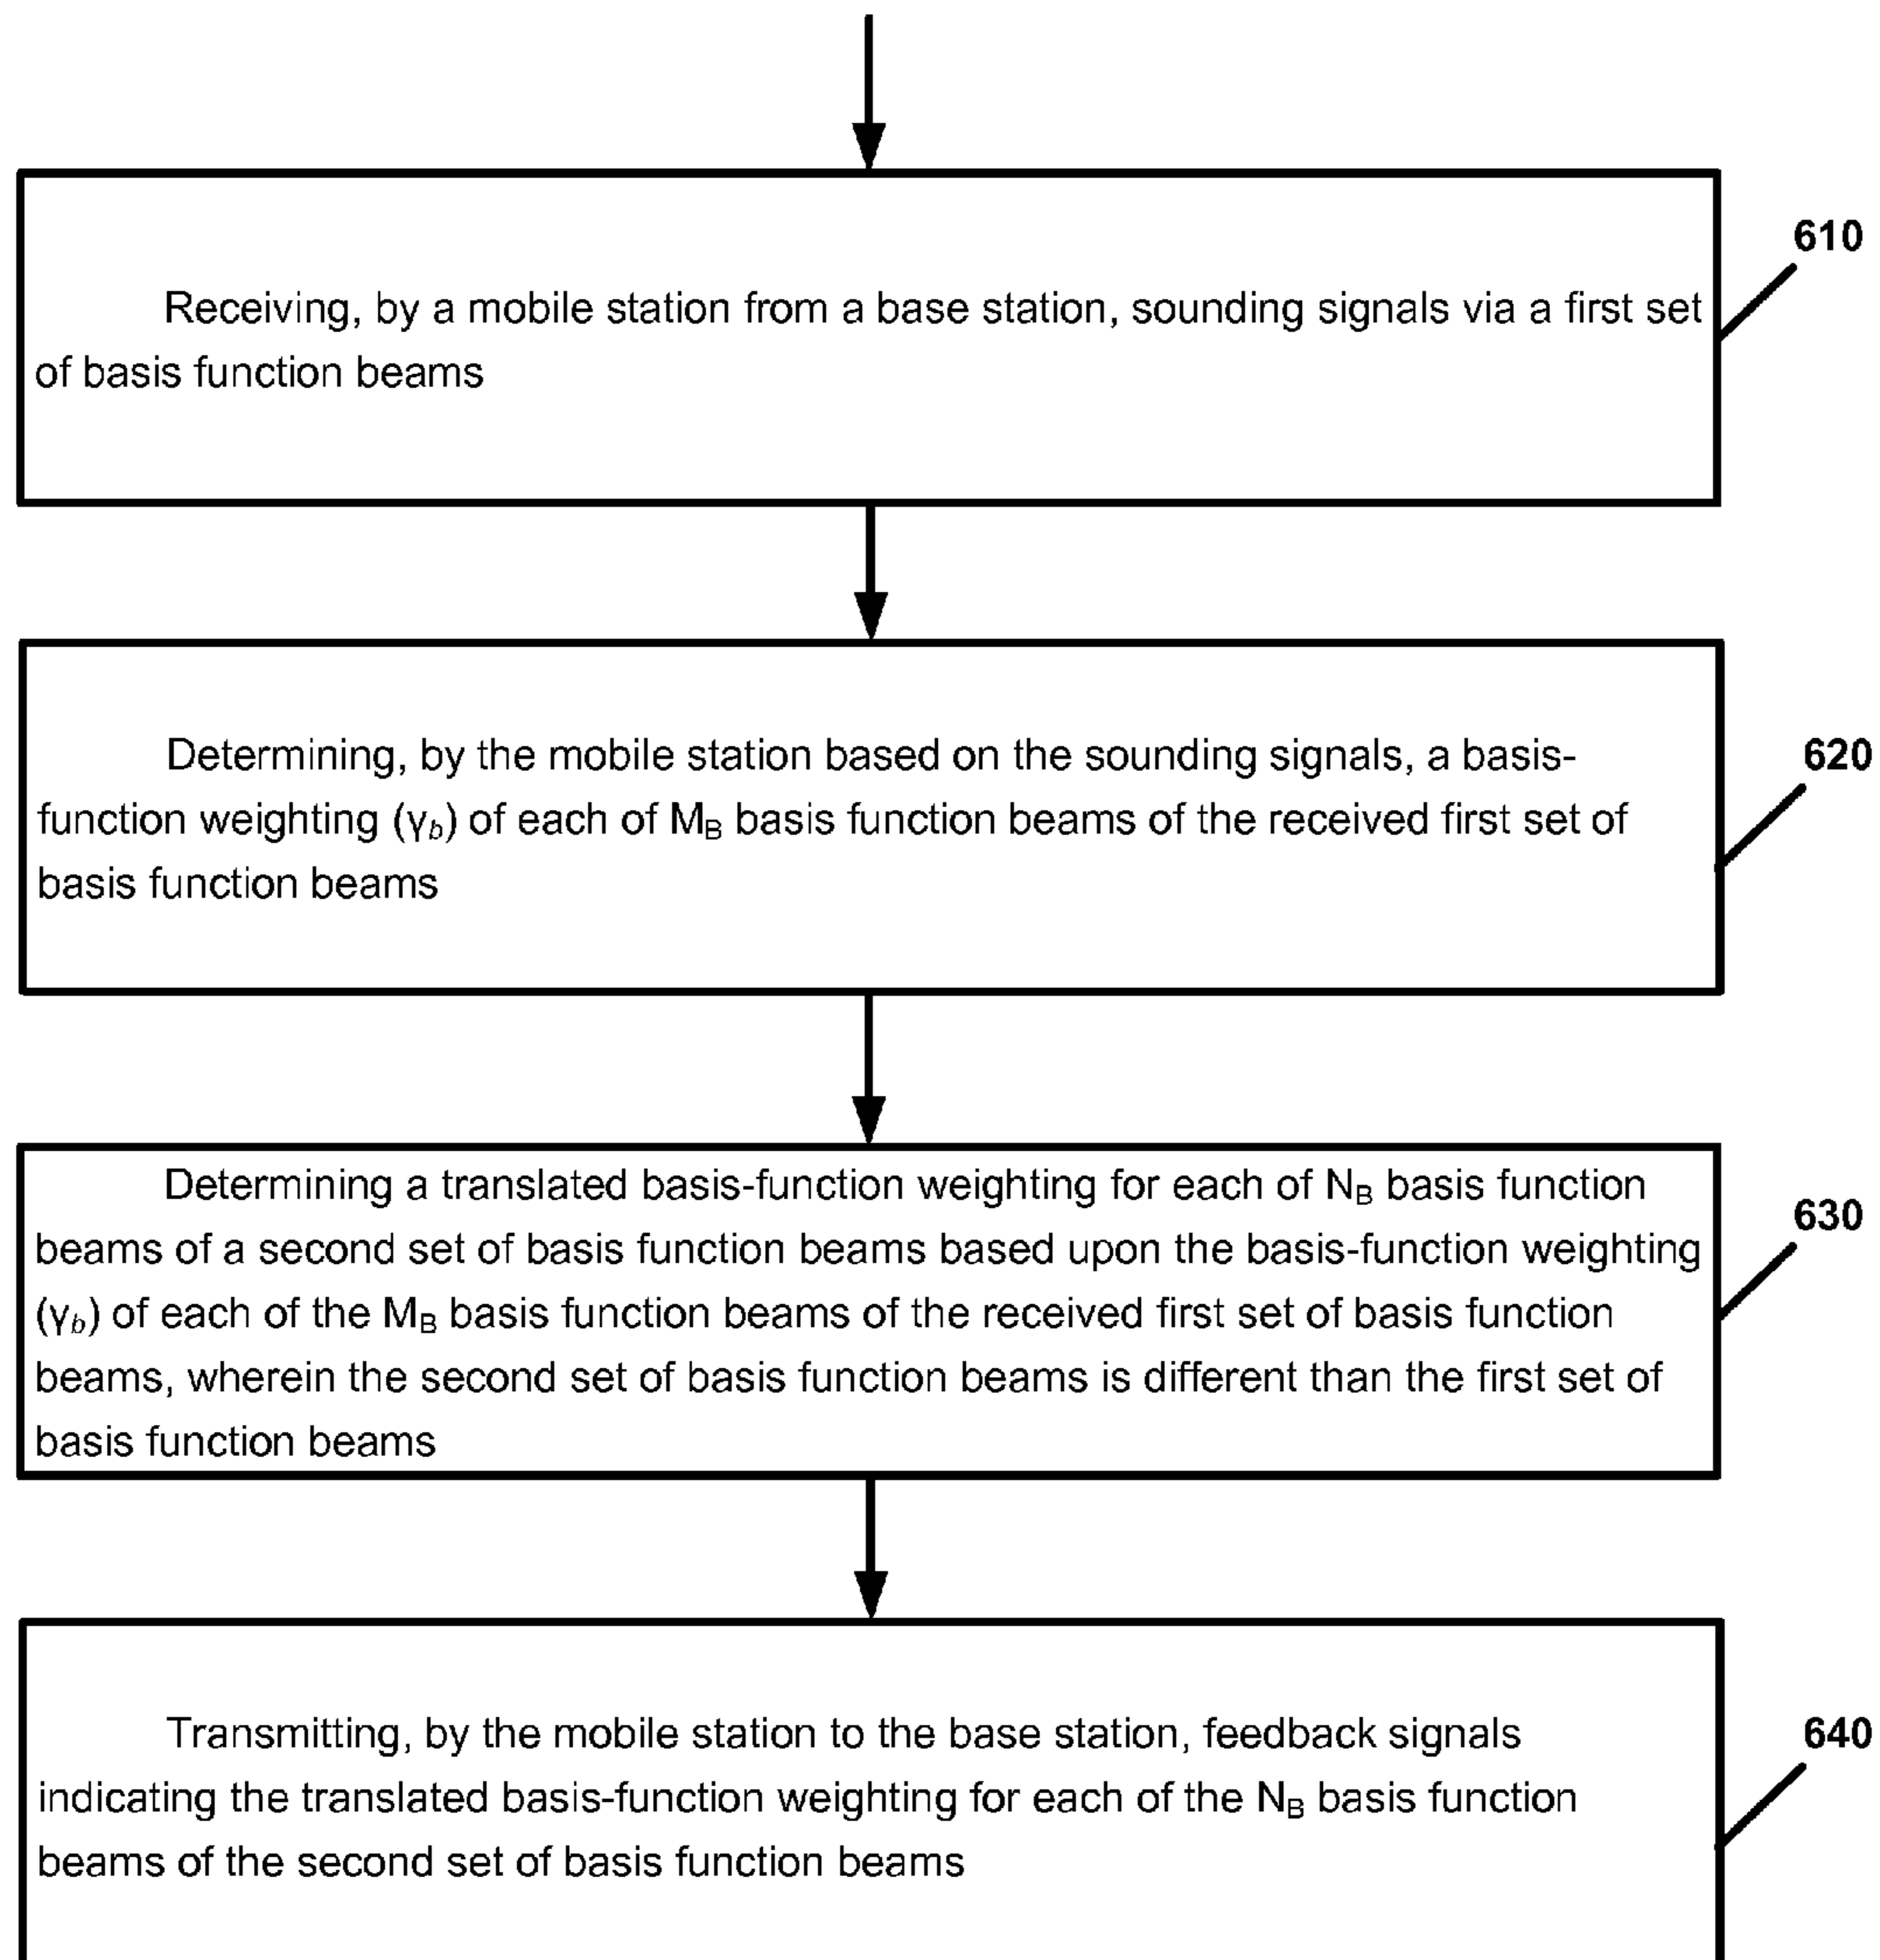 610
Receiving, by a mobile station from a base station, sounding signals via a first set
of basis function beams
620
Determining, by the mobile station based on the sounding signals, a basis-
function weighting (γb) of each of MB basis function beams of the received first set of
basis function beams
630
Determining a translated basis-function weighting for each of NB basis function
beams of a second set of basis function beams based upon the basis-function weighting
(γb) of each of the MB basis function beams of the received first set of basis function
beams, wherein the second set of basis function beams is different than the first set of
basis function beams
640
Transmitting, by the mobile station to the base station, feedback signals
indicating the translated basis-function weighting for each of the NB basis function
beams of the second set of basis function beams